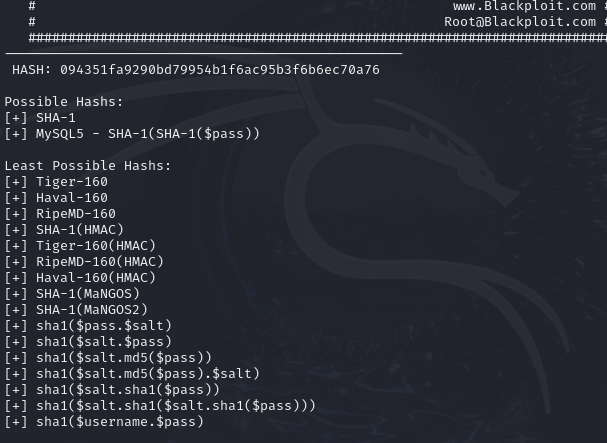 # www.Blackploit.com #
# Root@Blackploit.com #
#########################################################################
HASH: 094351fa9290bd79954b1f6ac95b3f6b6ec70a76
Possible Hashs:
[+] SHA-1
[+] MySQL5 - SHA-1(SHA-1($pass))
Least Possible Hashs:
[+] Tiger-160
[+] Haval-160
[+] RipeMD-160
[+] SHA-1(HMAC)
[+] Tiger-160(HMAC)
[+] RipeMD-160(HMAC)
[+] Haval-160(HMAC)
[+] SHA-1(MaNGOS)
[+] SHA-1(MaNGOS2)
[+] sha1($pass.$salt)
[+] sha1($salt.$pass)
[+] sha1($salt.md5($pass))
[+] sha1($salt.md5($pass).$salt)
[+] sha1($salt.sha1($pass))
[+] sha1($salt.sha1($salt.sha1($pass)))
[+] sha1($username.$pass)